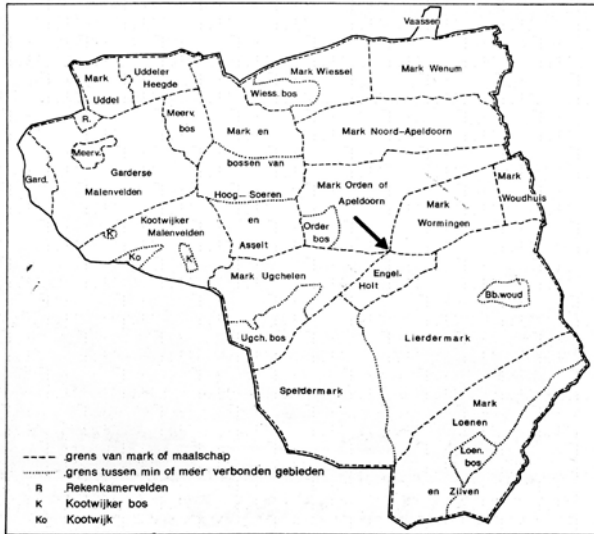 Vaassen
Mark
Uddel
Uddeler
Heegde
Mark Wiessel
Mark Wenum
Wiess. bos
R.
Meerv.
bos
Mark en
Mark Noord-Apeldoorn
Meerv.
Gard.
Garderse
Malenvelden
bossen van
Hoog-Soeren
Mark Orden of
Apeldoorn
Mark
Woudhuis
Mark
Wormingen
Kootwijker
Malenvelden
K
Ko
K
en
Asselt
Order
bos
Mark Ugchelen
Engel.
Holt
Bb.woud
Ugch. bos
Lierdermark
Speldermark
Mark
Loenen
Loen.
bos
en Zilven
grens van mark of maalschap
grens tussen min of meer verbonden gebieden
R Rekenkamervelden
K Kootwijker bos
Ko Kootwijk